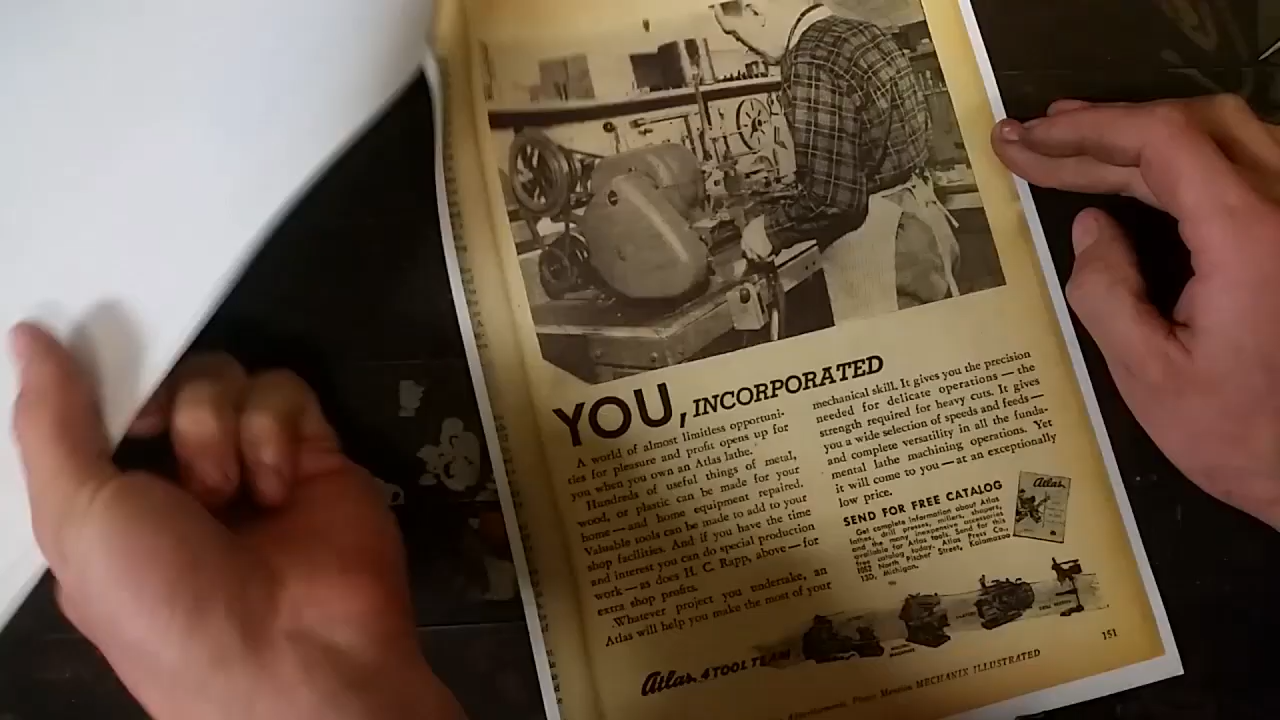 YOU, INCORPORATED
A world of almost limitless opportuni-
ties for pleasure and profit opens up for
you when you own an Atlas lathe.
Hundreds of useful things of metal,
wood, or plastic can be made for your
home—and home equipment repaired.
Valuable tools can be made to add to your
shop facilities. And if you have the time
and interest you can do special production
work—as does H. C. Rapp, above—for
extra shop profits.
Whatever project you undertake, an
Atlas will help you make the most of your
mechanical skill. It gives you the precision
needed for delicate operations—the
strength required for heavy cuts. It gives
you a wide selection of speeds and feeds—
and complete versatility in all the funda-
mental lathe machining operations. Yet
it will come to you—at an exceptionally
low price.
SEND FOR FREE CATALOG
Get complete information about Atlas
lathes, drill presses, millers, shapers,
and the many inexpensive accessories
available for Atlas tools. Send for this
free catalog today. Atlas Press Co.,
1052 North Pitcher Street, Kalamazoo
13D, Michigan.
Atlas
Atlas 4 TOOL TEAM
151
Please Mention MECHANIX ILLUSTRATED